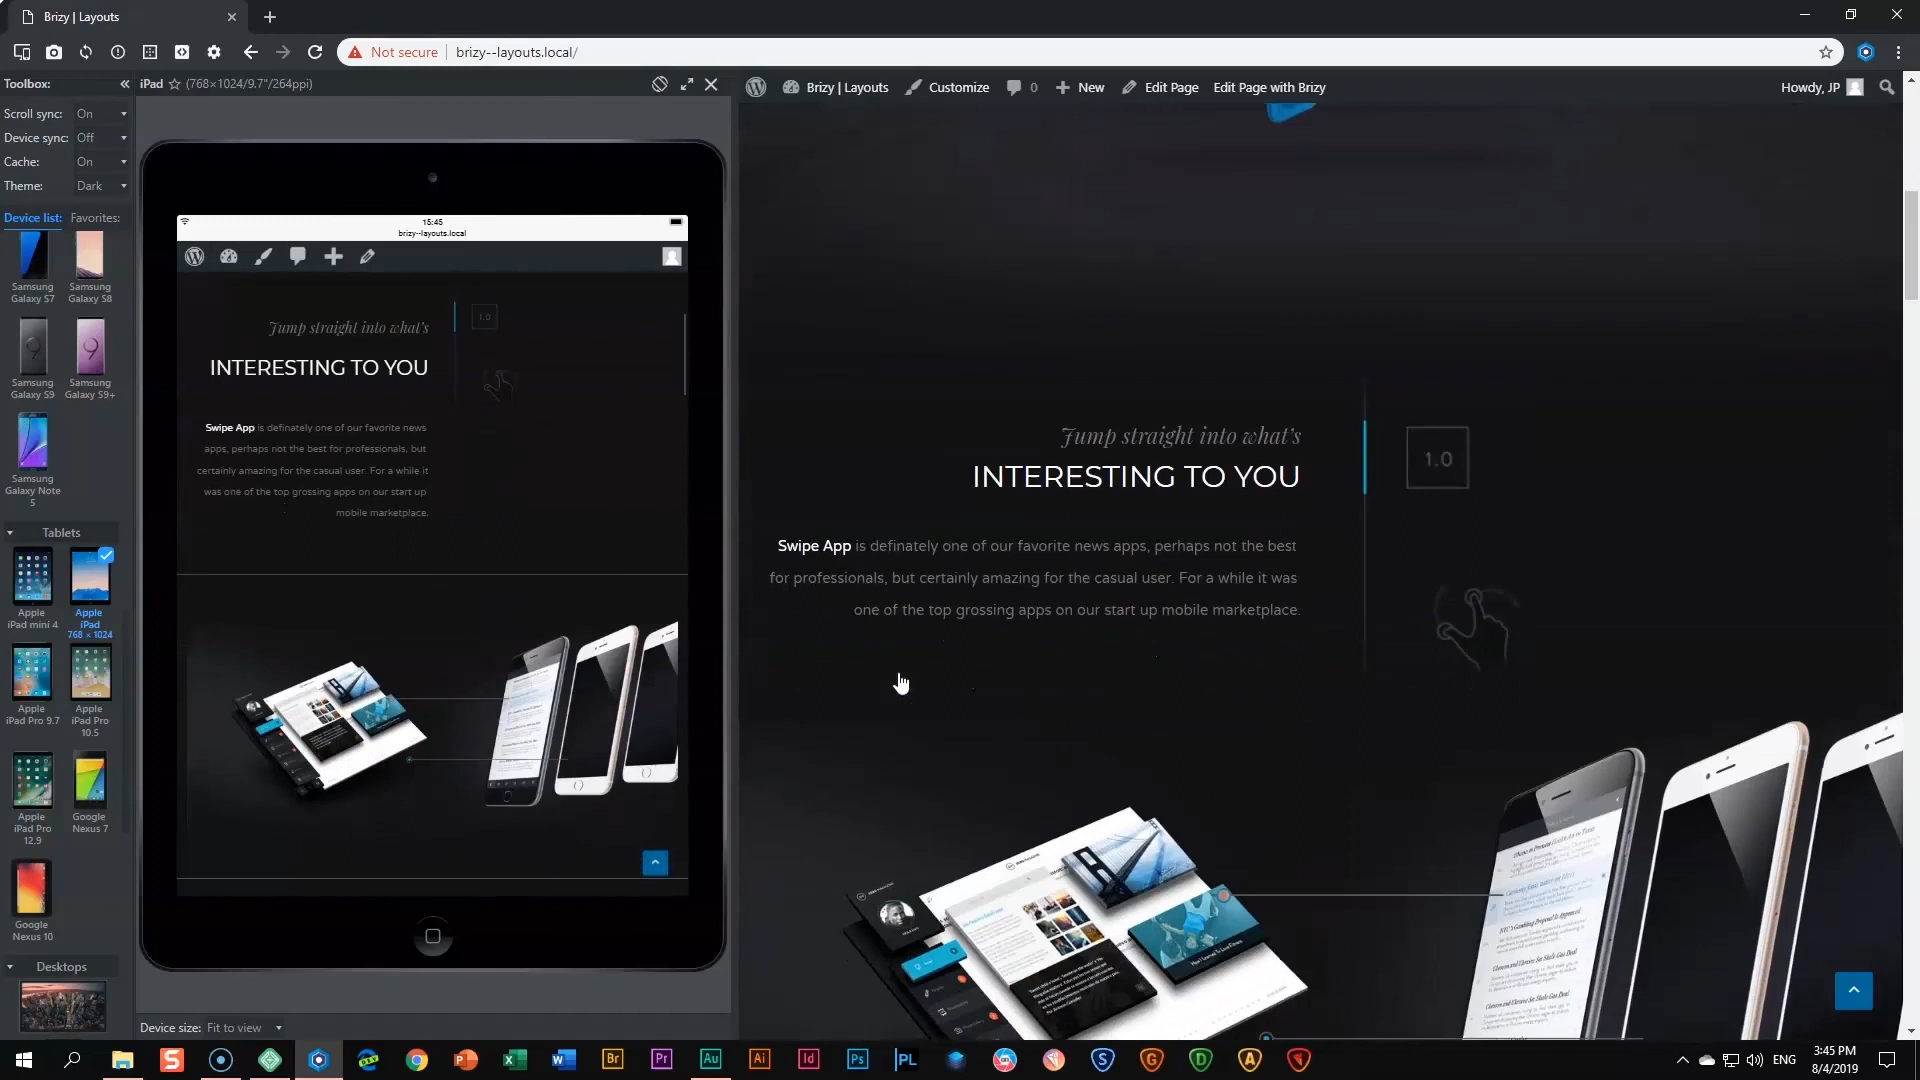 Brizy | Layouts
Not secure
brizy--layouts.local/
Toolbox:
iPad
(768×1024/9.7"/264ppi)
Brizy | Layouts
Customize
0
New
Edit Page
Edit Page with Brizy
Howdy, JP
Scroll sync: On
Device sync: Off
Cache: On
Theme: Dark
Device list: Favorites:
Samsung Galaxy S7
Samsung Galaxy S8
Samsung Galaxy S9
Samsung Galaxy S9+
Samsung Galaxy Note 5
Tablets
Apple iPad mini 4
Apple iPad
768 × 1024
Apple iPad Pro 9.7
Apple iPad Pro 10.5
Apple iPad Pro 12.9
Google Nexus 7
Google Nexus 10
Desktops
15:45
brizy--layouts.local
Jump straight into what's
1.0
INTERESTING TO YOU
Swipe App is definately one of our favorite news
apps, perhaps not the best for professionals, but
certainly amazing for the casual user. For a while it
was one of the top grossing apps on our start up
mobile marketplace.
Device size: Fit to view
Jump straight into what's
INTERESTING TO YOU
1.0
Swipe App is definately one of our favorite news apps, perhaps not the best
for professionals, but certainly amazing for the casual user. For a while it was
one of the top grossing apps on our start up mobile marketplace.
Br
Pr
Au
Ai
Id
Ps
PL
S
G
D
A
ENG
3:45 PM
8/4/2019